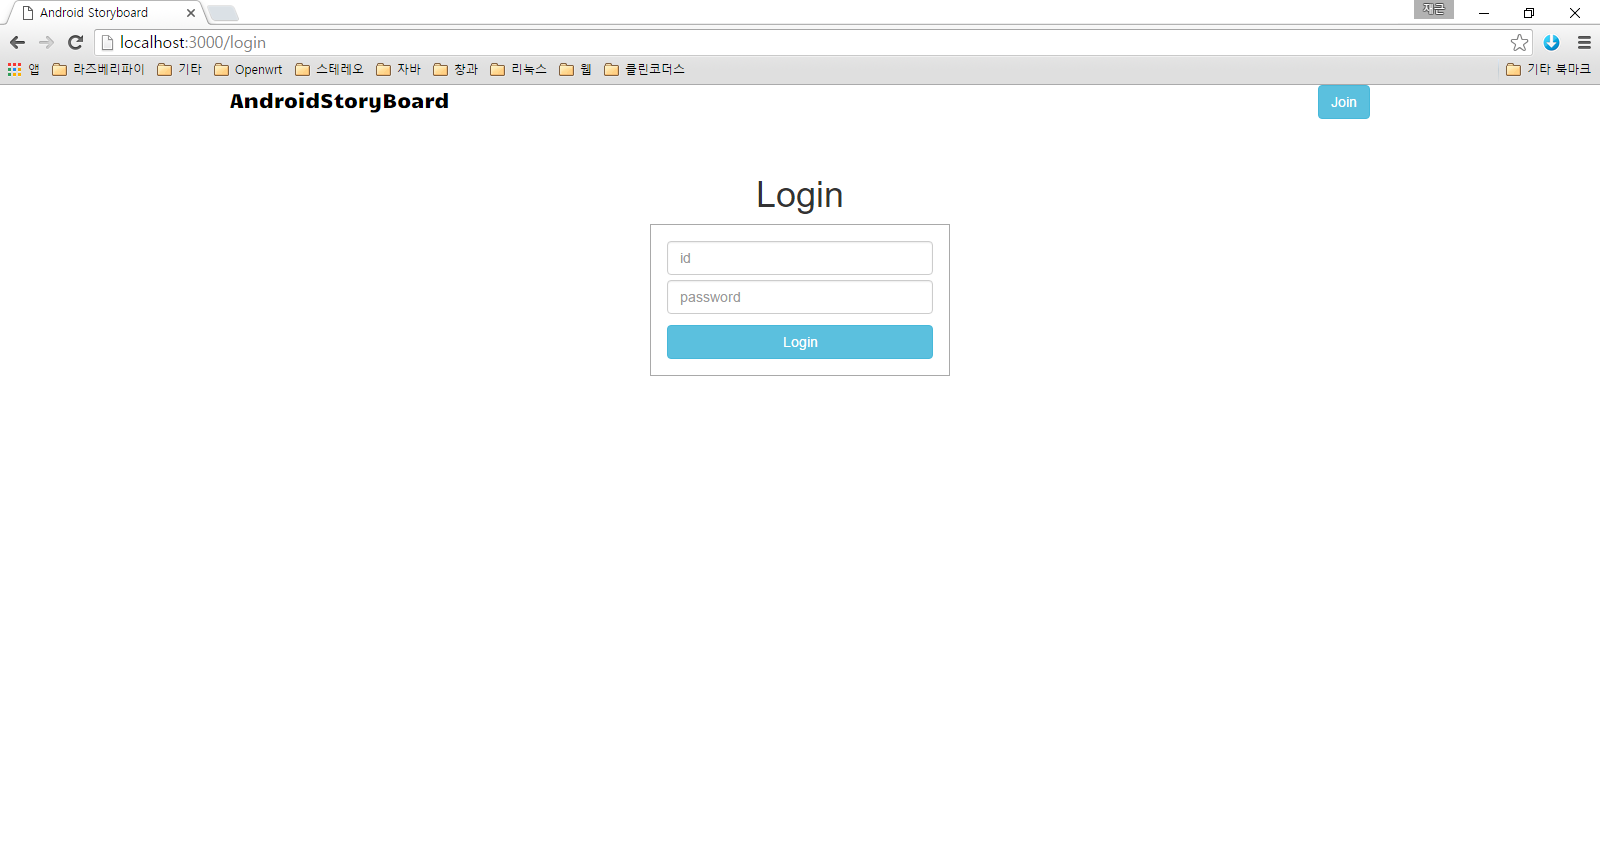 Android Storyboard
재근
localhost:3000/login
앱 라즈베리파이 기타 Openwrt 스테레오 자바 창과 리눅스 웹 클린코더스 기타 북마크
AndroidStoryBoard
Join
Login
id
password
Login